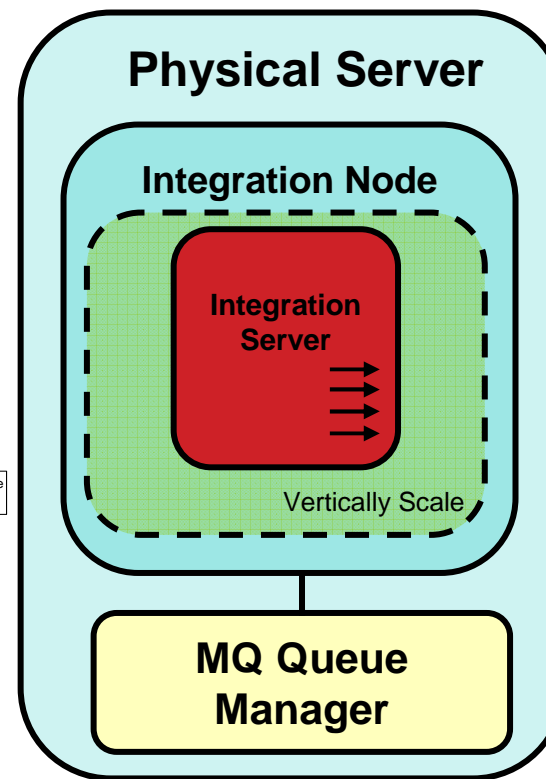 Physical Server
Integration Node
Integration
Server
e
Vertically Scale
MQ Queue
Manager